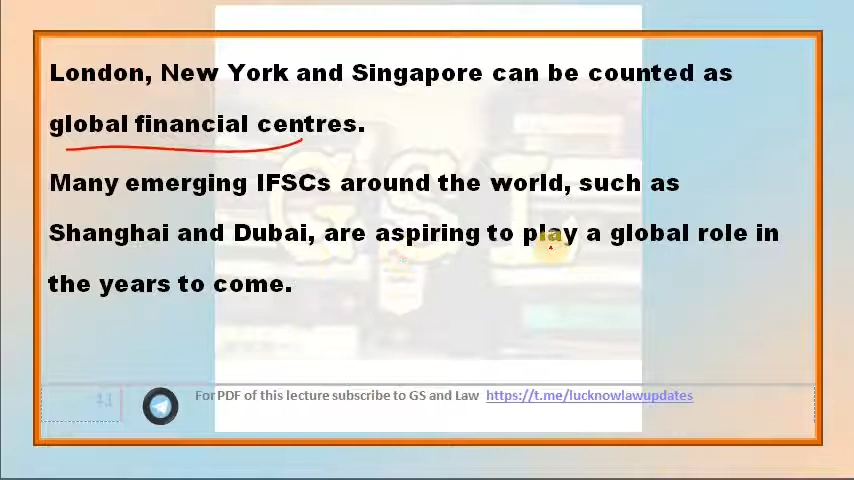 London, New York and Singapore can be counted as
global financial centres.
Many emerging IFSCs around the world, such as
Shanghai and Dubai, are aspiring to play a global role in
the years to come.
For PDF of this lecture subscribe to GS and Law https://t.me/lucknowlawupdates